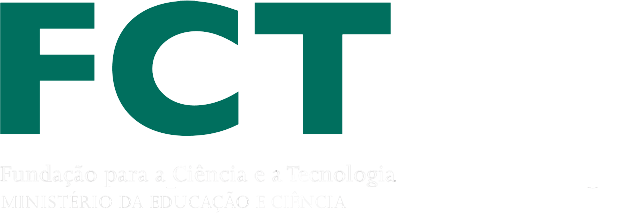 FCT
Fundação para a Ciência e a Tecnologia
MINISTÉRIO DA EDUCAÇÃO E CIÊNCIA